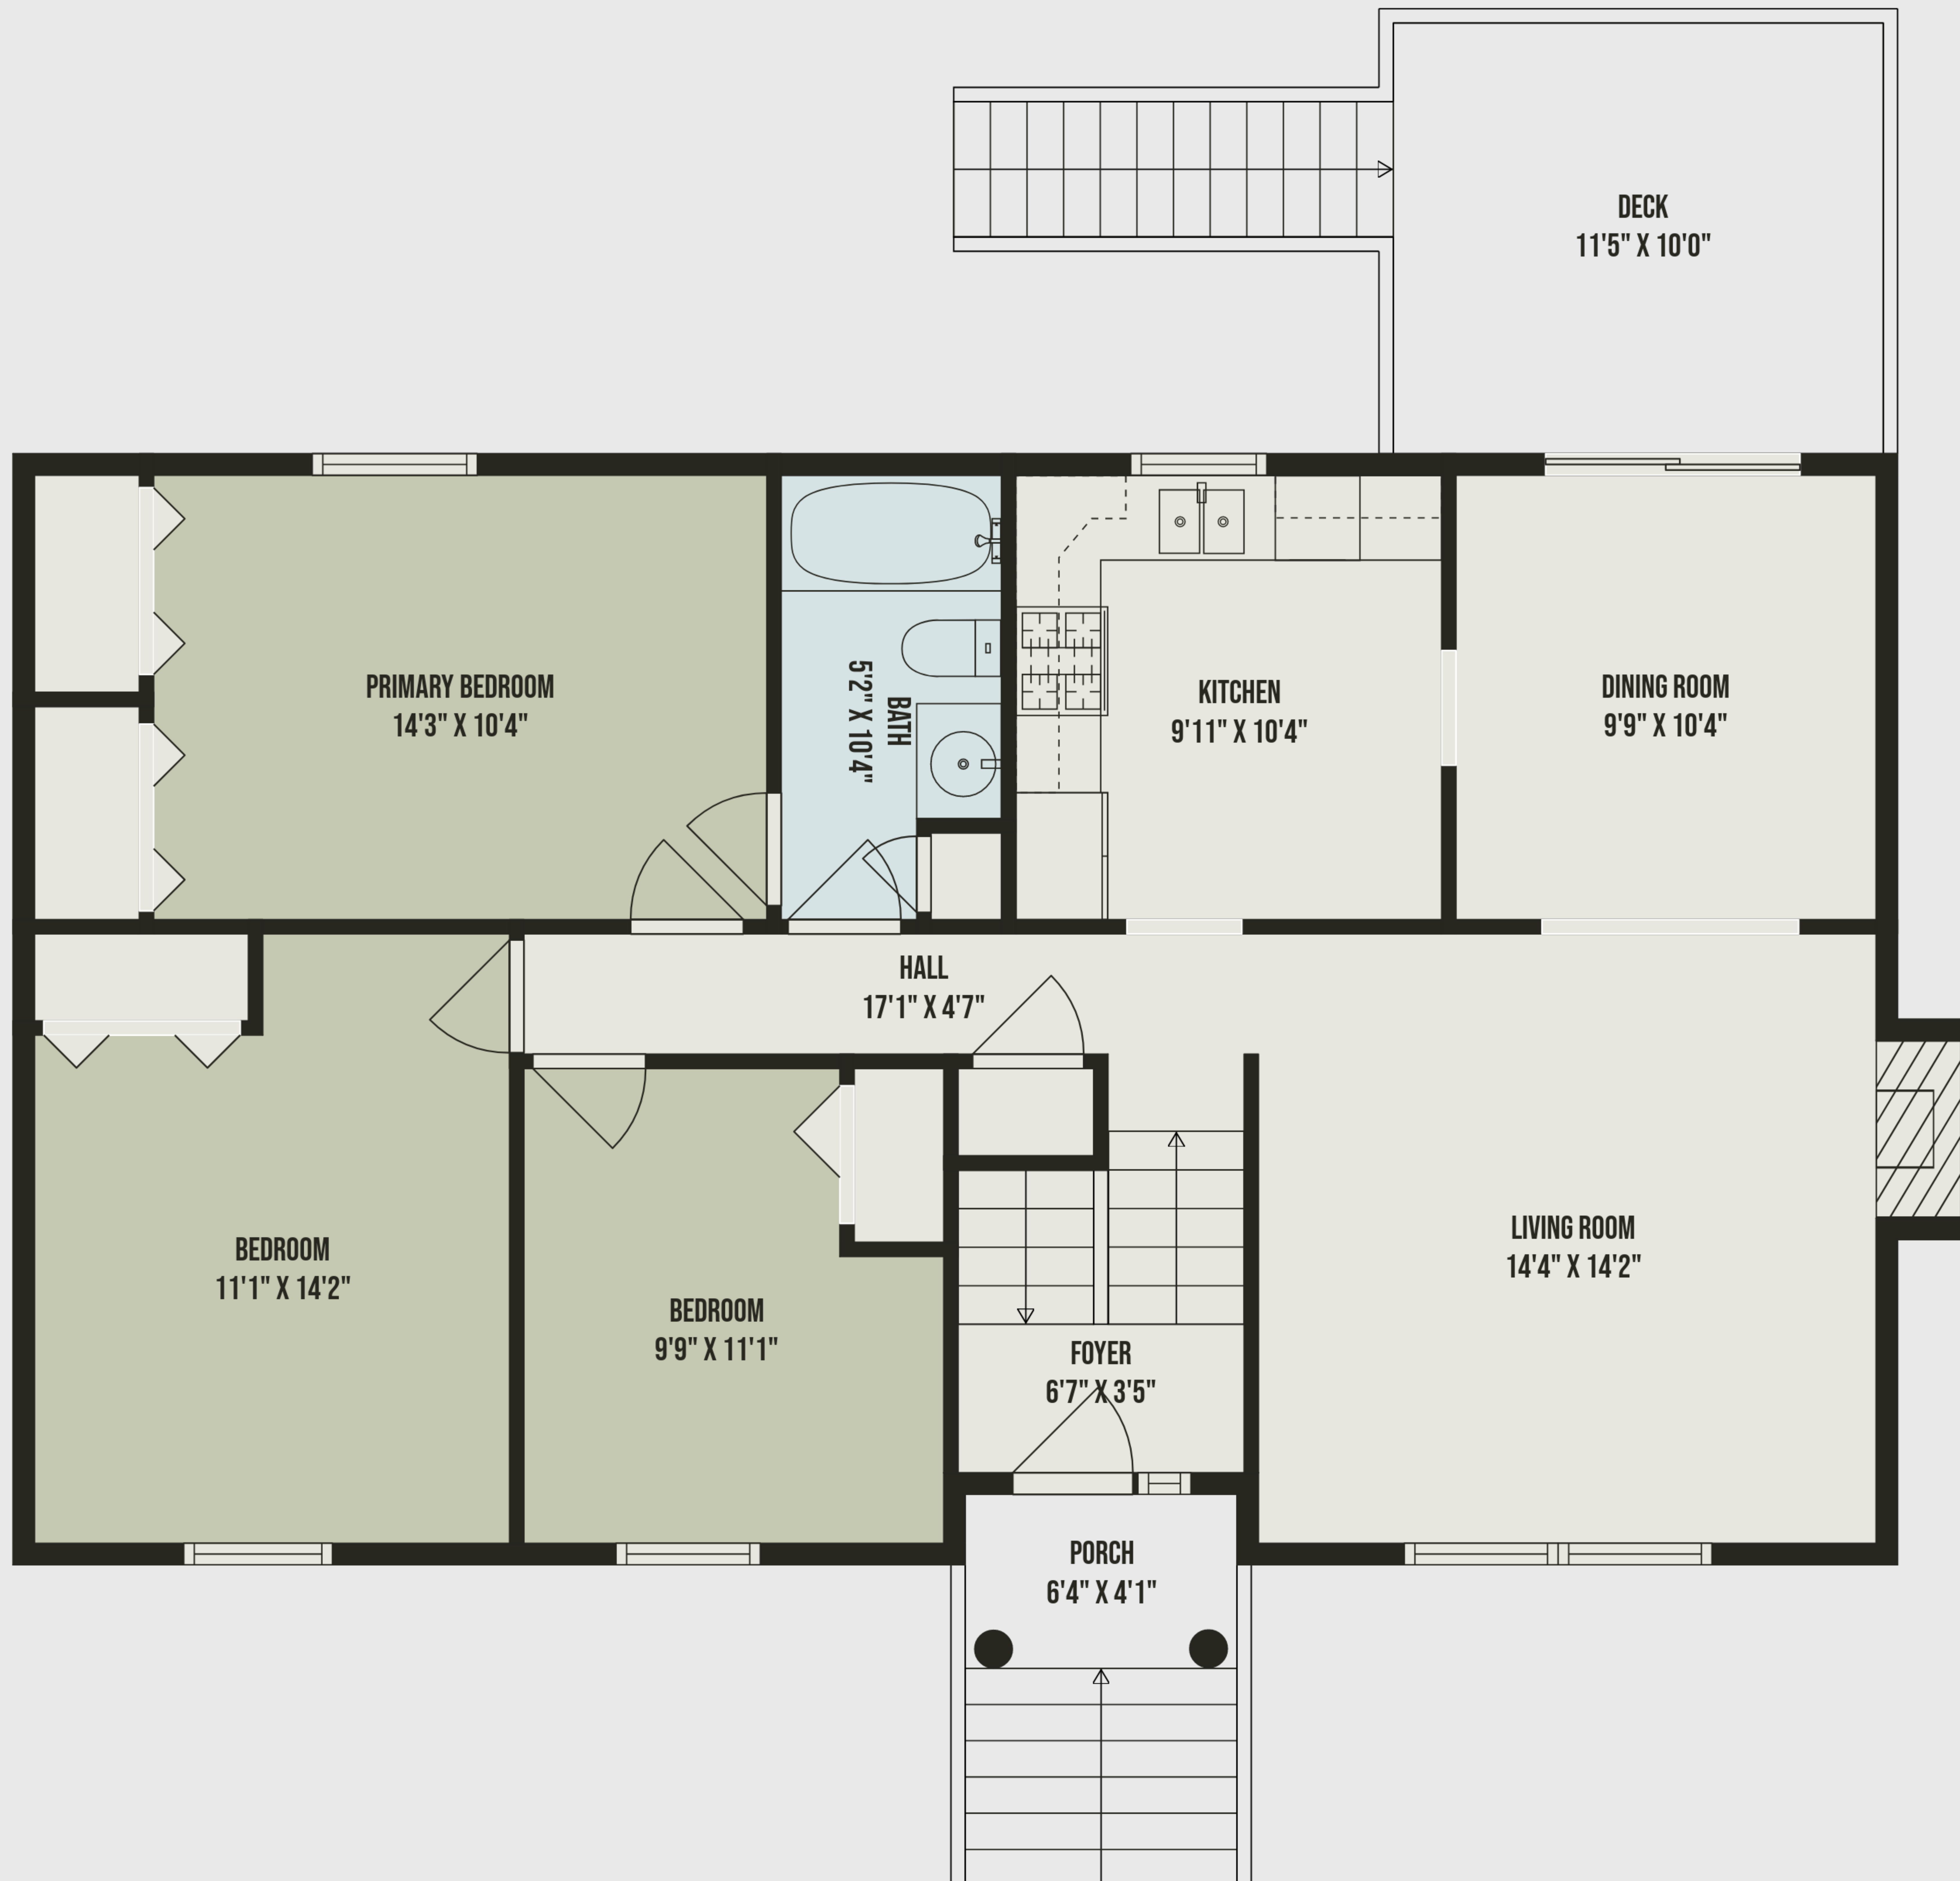 DECK
11'5" X 10'0"
PRIMARY BEDROOM
14'3" X 10'4"
BATH
5'2" X 10'4"
KITCHEN
9'11" X 10'4"
DINING ROOM
9'9" X 10'4"
HALL
17'1" X 4'7"
BEDROOM
11'1" X 14'2"
BEDROOM
9'9" X 11'1"
FOYER
6'7" X 3'5"
LIVING ROOM
14'4" X 14'2"
PORCH
6'4" X 4'1"